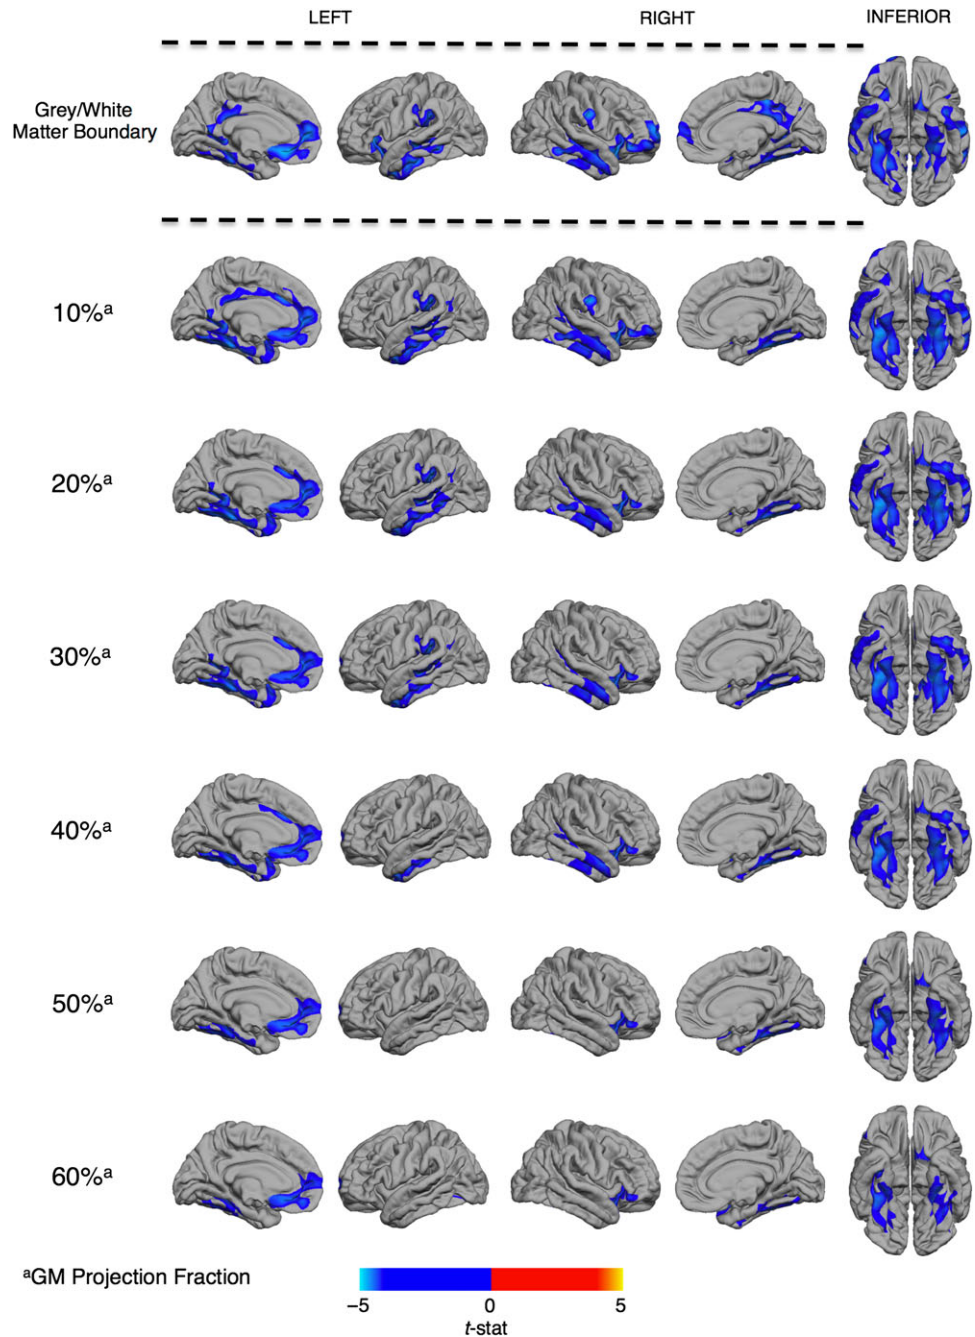 LEFT RIGHT INFERIOR
Grey/White
Matter Boundary
10%ᵃ
20%ᵃ
30%ᵃ
40%ᵃ
50%ᵃ
60%ᵃ
ᵃGM Projection Fraction
−5 0 5
t-stat